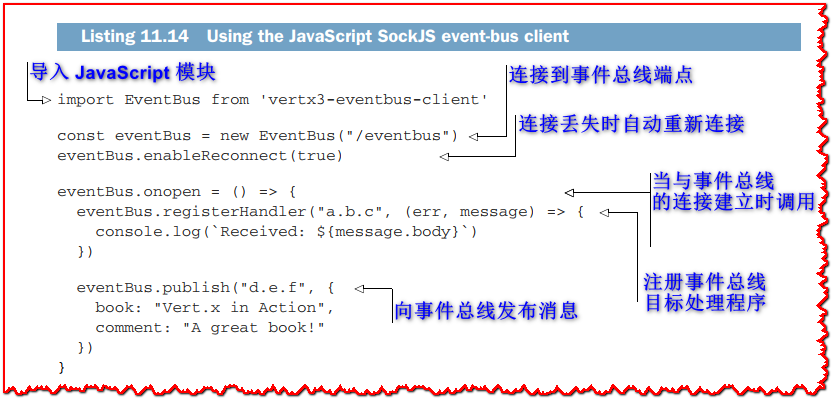 Listing 11.14 Using the JavaScript SockJS event-bus client
导入 JavaScript 模块
连接到事件总线端点
import EventBus from 'vertx3-eventbus-client'
连接丢失时自动重新连接
const eventBus = new EventBus("/eventbus")
eventBus.enableReconnect(true)
当与事件总线
的连接建立时调用
eventBus.onopen = () => {
eventBus.registerHandler("a.b.c", (err, message) => {
console.log(`Received: ${message.body}`)
})
注册事件总线
目标处理程序
eventBus.publish("d.e.f", {
book: "Vert.x in Action",
向事件总线发布消息
comment: "A great book!"
})
}